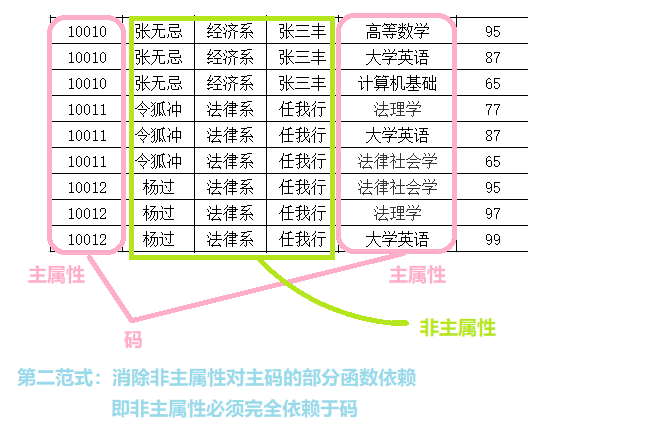 10010 张无忌 经济系 张三丰 高等数学 95
10010 张无忌 经济系 张三丰 大学英语 87
10010 张无忌 经济系 张三丰 计算机基础 65
10011 令狐冲 法律系 任我行 法理学 77
10011 令狐冲 法律系 任我行 大学英语 87
10011 令狐冲 法律系 任我行 法律社会学 65
10012 杨过 法律系 任我行 法律社会学 95
10012 杨过 法律系 任我行 法理学 97
10012 杨过 法律系 任我行 大学英语 99
主属性 主属性
非主属性
码
第二范式：消除非主属性对主码的部分函数依赖
即非主属性必须完全依赖于码